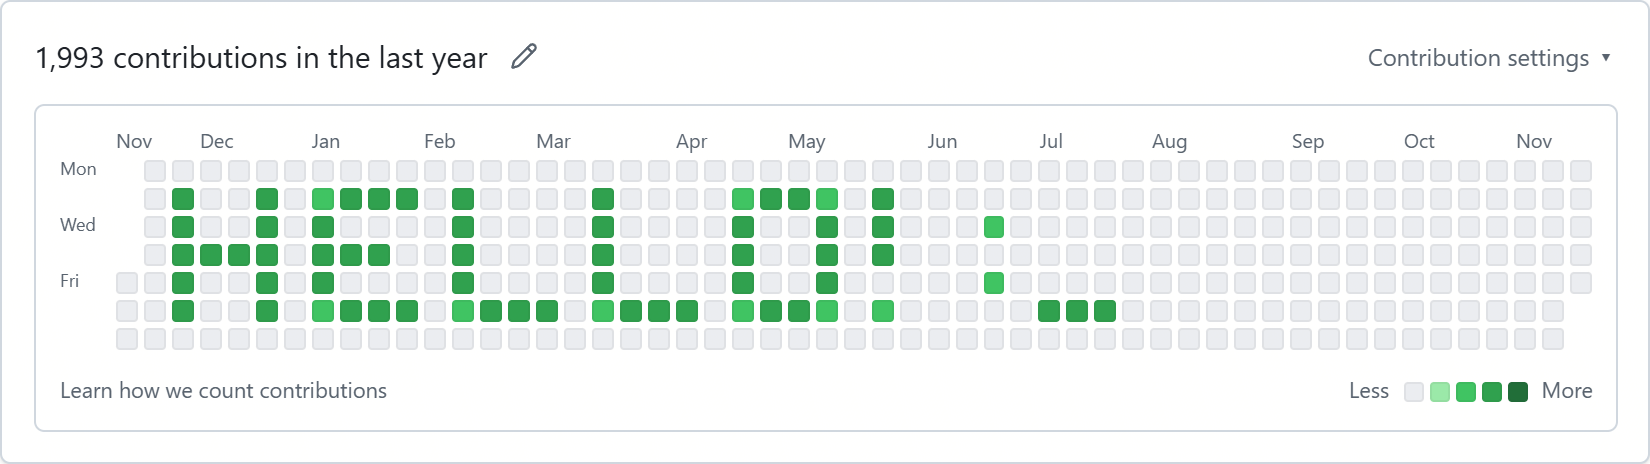 1,993 contributions in the last year
Contribution settings ▼
Nov Dec Jan Feb Mar Apr May Jun Jul Aug Sep Oct Nov
Mon
Wed
Fri
HELLO! :_
Learn how we count contributions
Less More